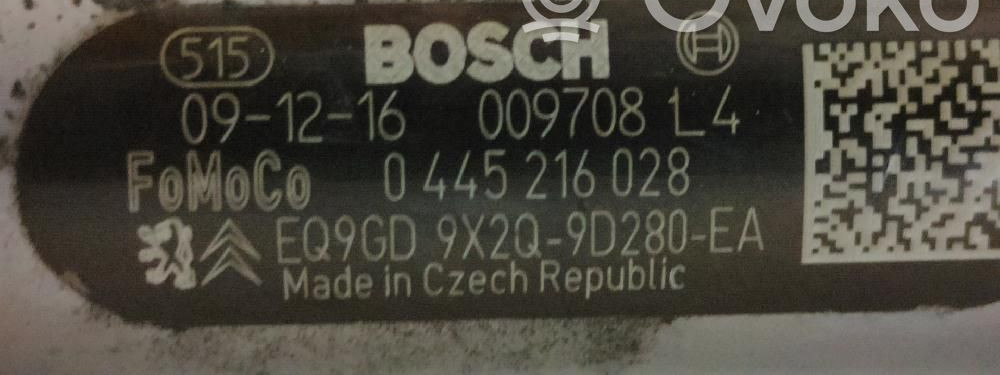 Ovoko
515 BOSCH
09-12-16 009708 L4
FoMoCo 0 445 216 028
EQ9GD 9X2Q-9D280-EA
Made in Czech Republic